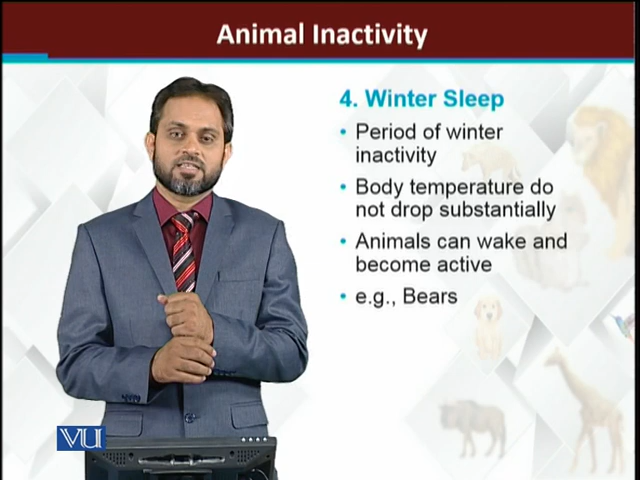 Animal Inactivity
4. Winter Sleep
• Period of winter
inactivity
• Body temperature do
not drop substantially
• Animals can wake and
become active
• e.g., Bears
VU